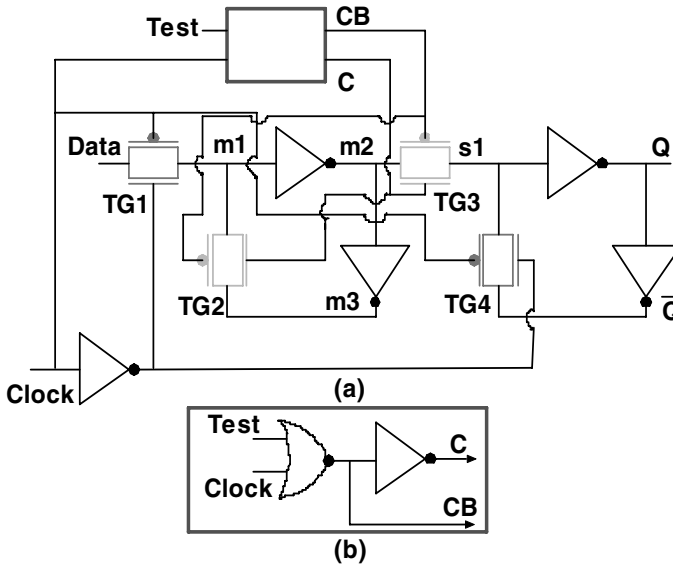 CB
Test
C
Data
m1
m2
s1
Q
TG1
TG3
TG2
m3
TG4
Q̅
Clock
(a)
Test
C
Clock
CB
(b)